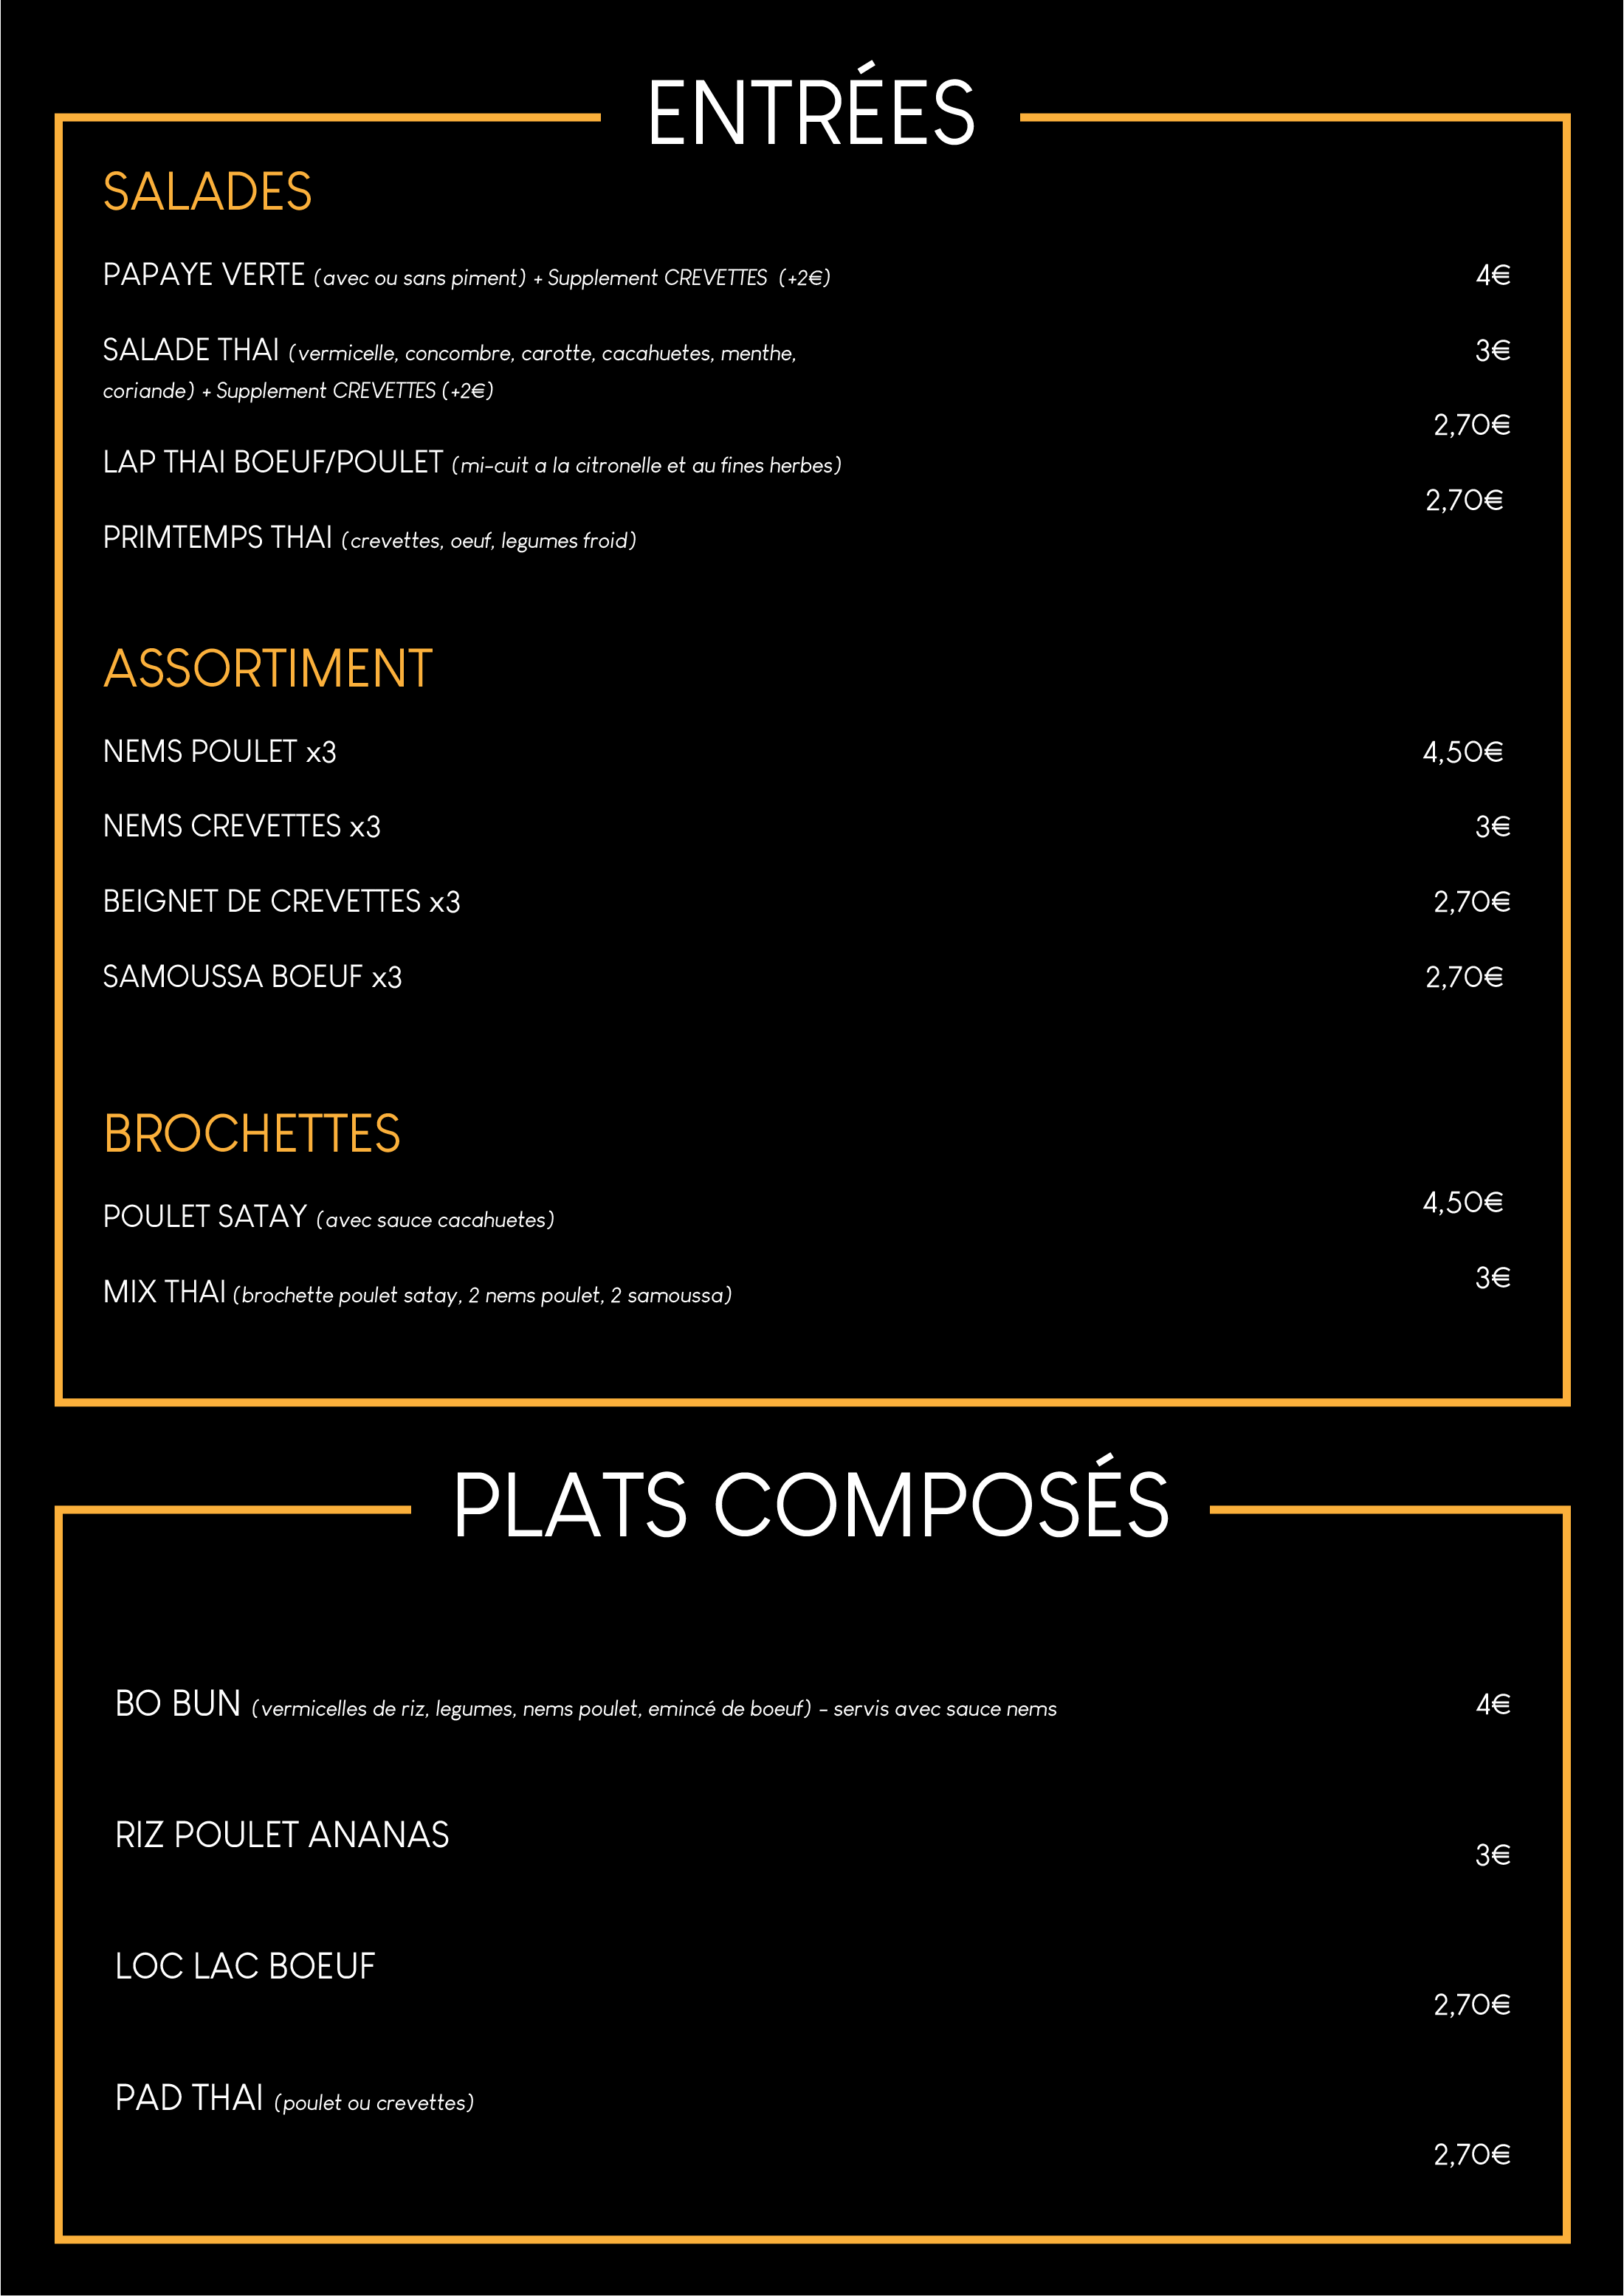 ENTRÉES
SALADES
PAPAYE VERTE (avec ou sans piment) + Supplement CREVETTES (+2€) 4€
SALADE THAI (vermicelle, concombre, carotte, cacahuetes, menthe, 3€
coriande) + Supplement CREVETTES (+2€)
2,70€
LAP THAI BOEUF/POULET (mi-cuit a la citronelle et au fines herbes)
2,70€
PRIMTEMPS THAI (crevettes, oeuf, legumes froid)
ASSORTIMENT
NEMS POULET x3 4,50€
NEMS CREVETTES x3 3€
BEIGNET DE CREVETTES x3 2,70€
SAMOUSSA BOEUF x3 2,70€
BROCHETTES
POULET SATAY (avec sauce cacahuetes) 4,50€
MIX THAI (brochette poulet satay, 2 nems poulet, 2 samoussa) 3€
PLATS COMPOSÉS
BO BUN (vermicelles de riz, legumes, nems poulet, emincé de boeuf) - servis avec sauce nems 4€
RIZ POULET ANANAS
3€
LOC LAC BOEUF
2,70€
PAD THAI (poulet ou crevettes)
2,70€